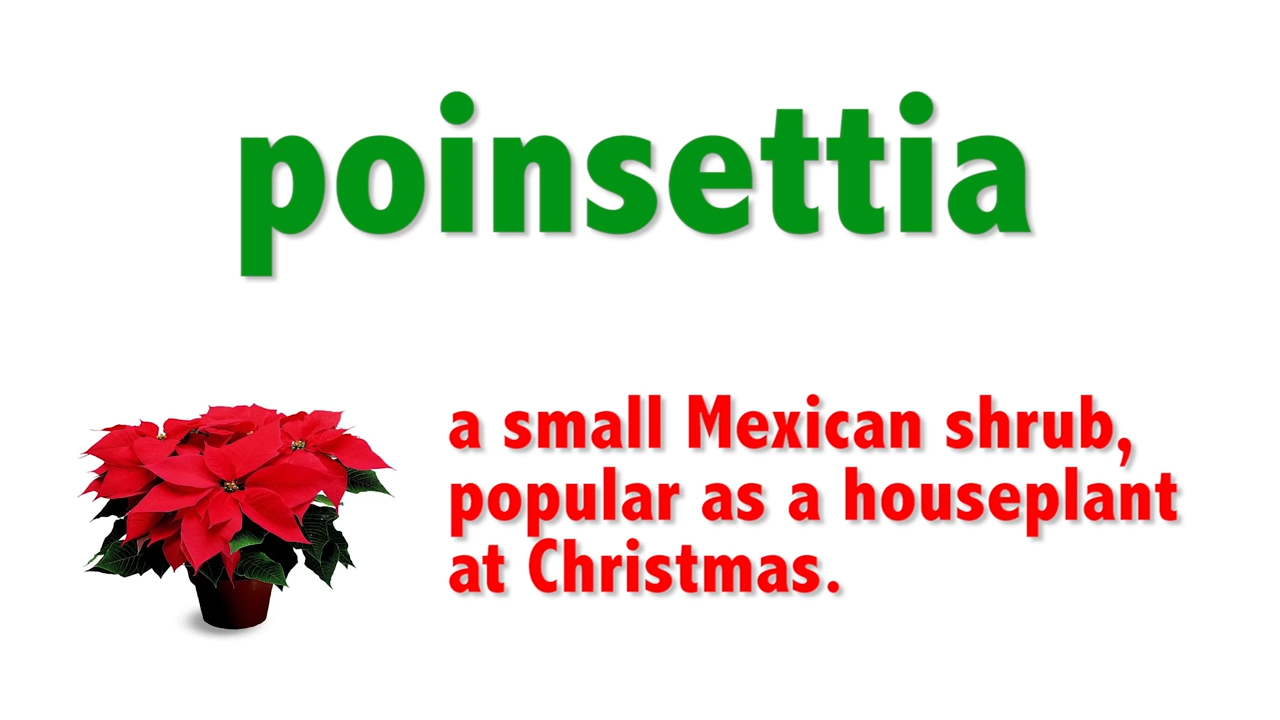 poinsettia
a small Mexican shrub,
popular as a houseplant
at Christmas.